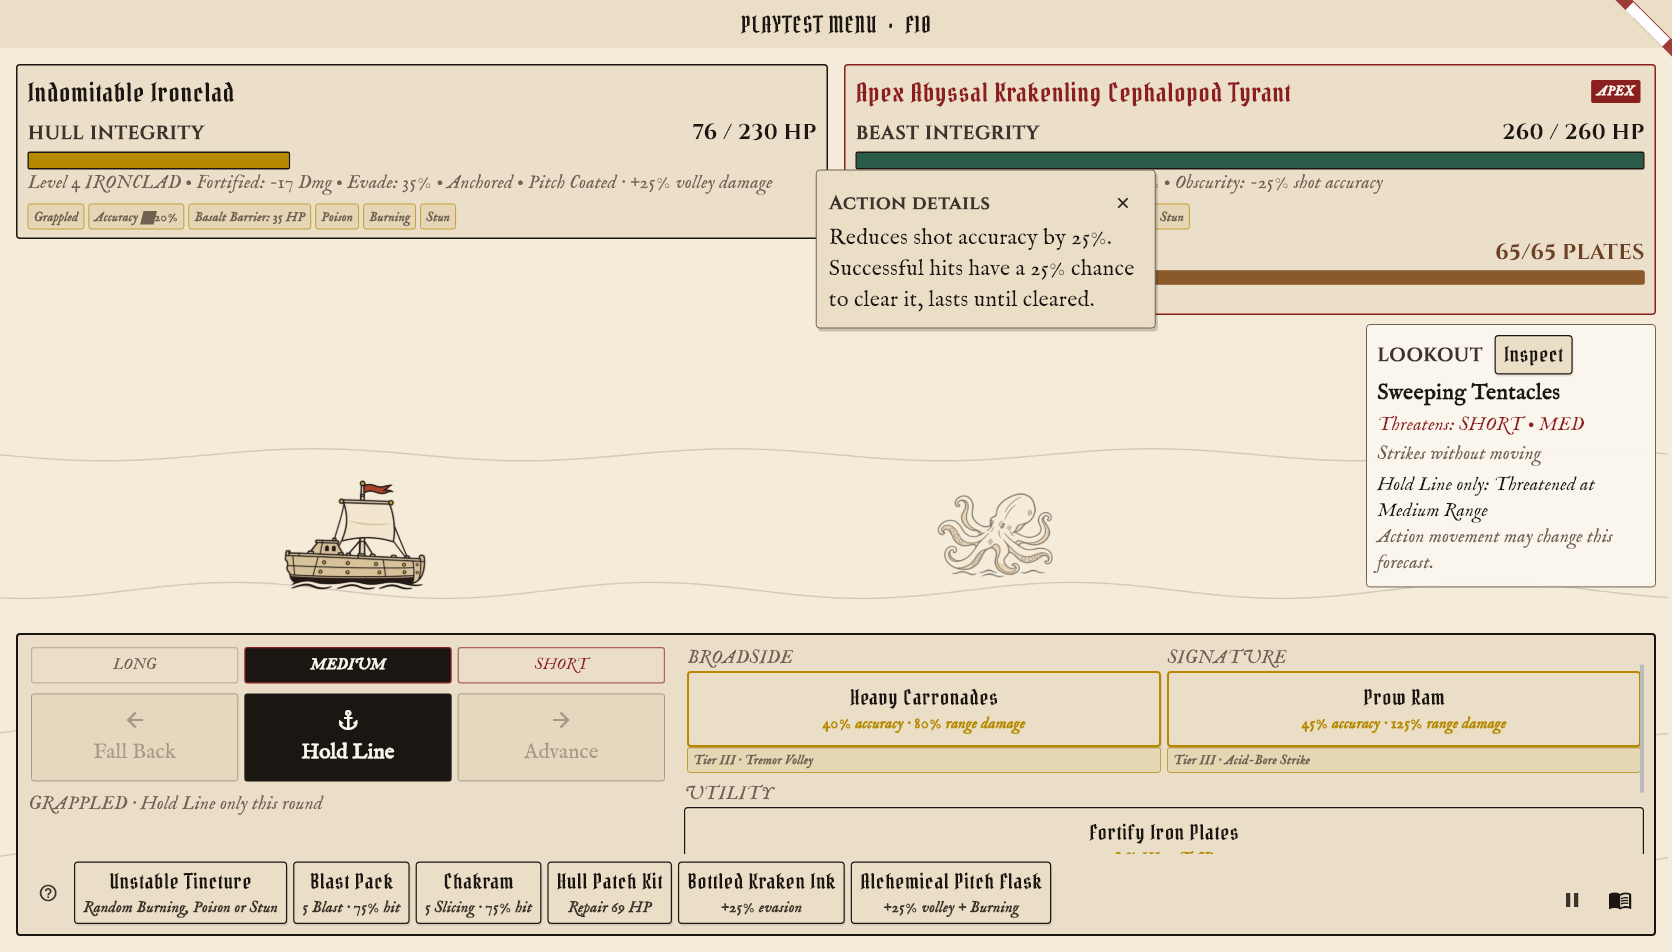 PLAYTEST MENU · F10
Indomitable Ironclad
HULL INTEGRITY
76 / 230 HP
Level 4 IRONCLAD • Fortified: -17 Dmg • Evade: 35% • Anchored • Pitch Coated · +25% volley damage
Grappled
Accuracy 20%
Basalt Barrier: 35 HP
Poison
Burning
Stun
Apex Abyssal Krakenling Cephalopod Tyrant
APEX
BEAST INTEGRITY
260 / 260 HP
• Obscurity: -25% shot accuracy
Stun
65/65 PLATES
ACTION DETAILS
Reduces shot accuracy by 25%.
Successful hits have a 25% chance
to clear it, lasts until cleared.
LOOKOUT
Inspect
Sweeping Tentacles
Threatens: SHORT • MED
Strikes without moving
Hold Line only: Threatened at
Medium Range
Action movement may change this
forecast.
LONG
MEDIUM
SHORT
Fall Back
Hold Line
Advance
GRAPPLED · Hold Line only this round
BROADSIDE
Heavy Carronades
40% accuracy · 80% range damage
Tier III · Tremor Volley
SIGNATURE
Prow Ram
45% accuracy · 125% range damage
Tier III · Acid-Bore Strike
UTILITY
Fortify Iron Plates
Unstable Tincture
Random Burning, Poison or Stun
Blast Pack
5 Blast · 75% hit
Chakram
5 Slicing · 75% hit
Hull Patch Kit
Repair 69 HP
Bottled Kraken Ink
+25% evasion
Alchemical Pitch Flask
+25% volley + Burning